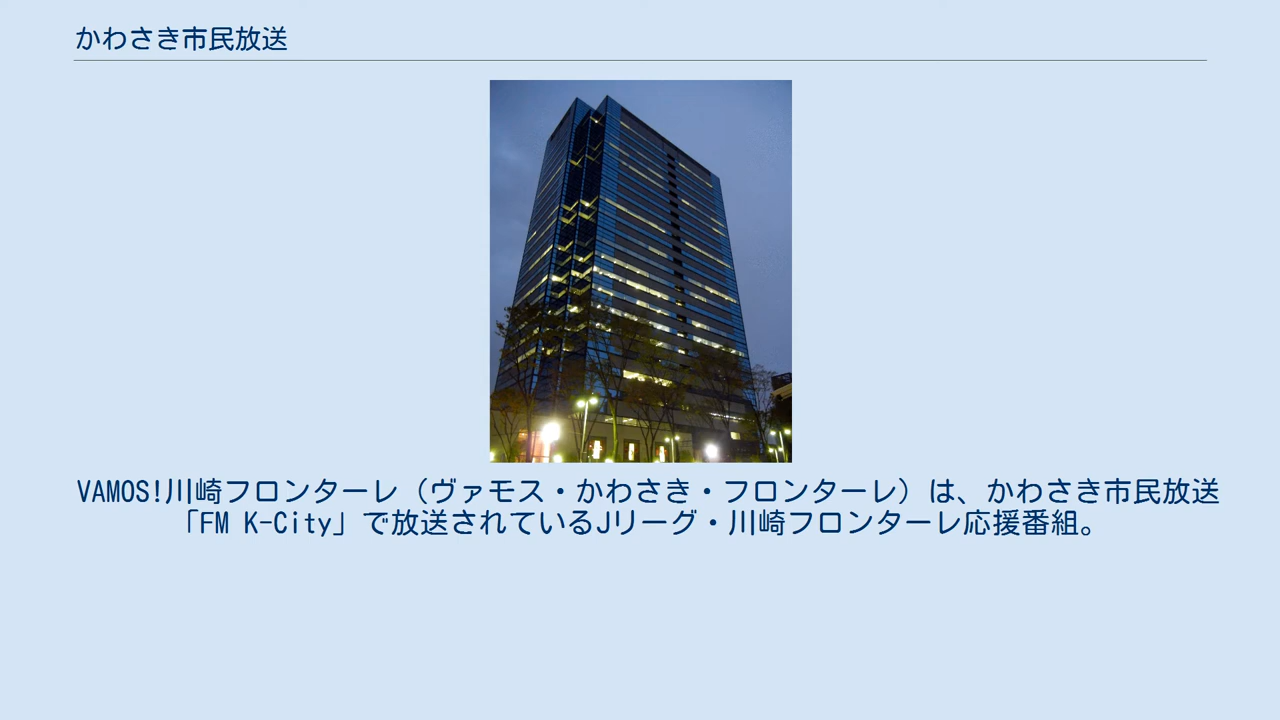 かわさき市民放送
VAMOS!川崎フロンターレ（ヴァモス・かわさき・フロンターレ）は、かわさき市民放送
「FM K-City」で放送されているJリーグ・川崎フロンターレ応援番組。